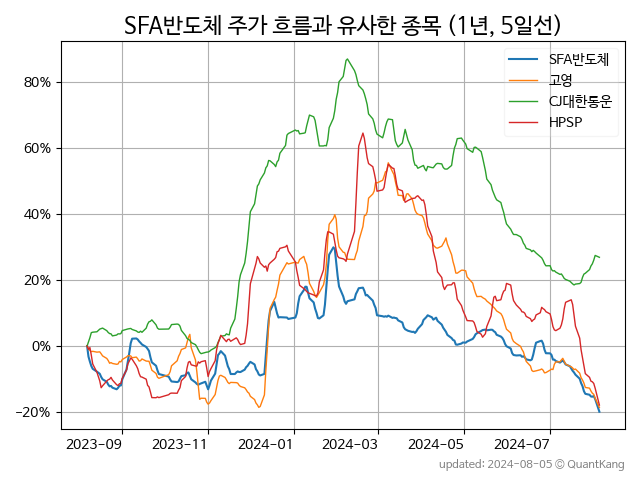 SFA반도체 주가 흐름과 유사한 종목 (1년, 5일선)
SFA반도체
고영
CJ대한통운
HPSP
80%
60%
40%
20%
0%
−20%
2023-09
2023-11
2024-01
2024-03
2024-05
2024-07
updated: 2024-08-05 © QuantKang